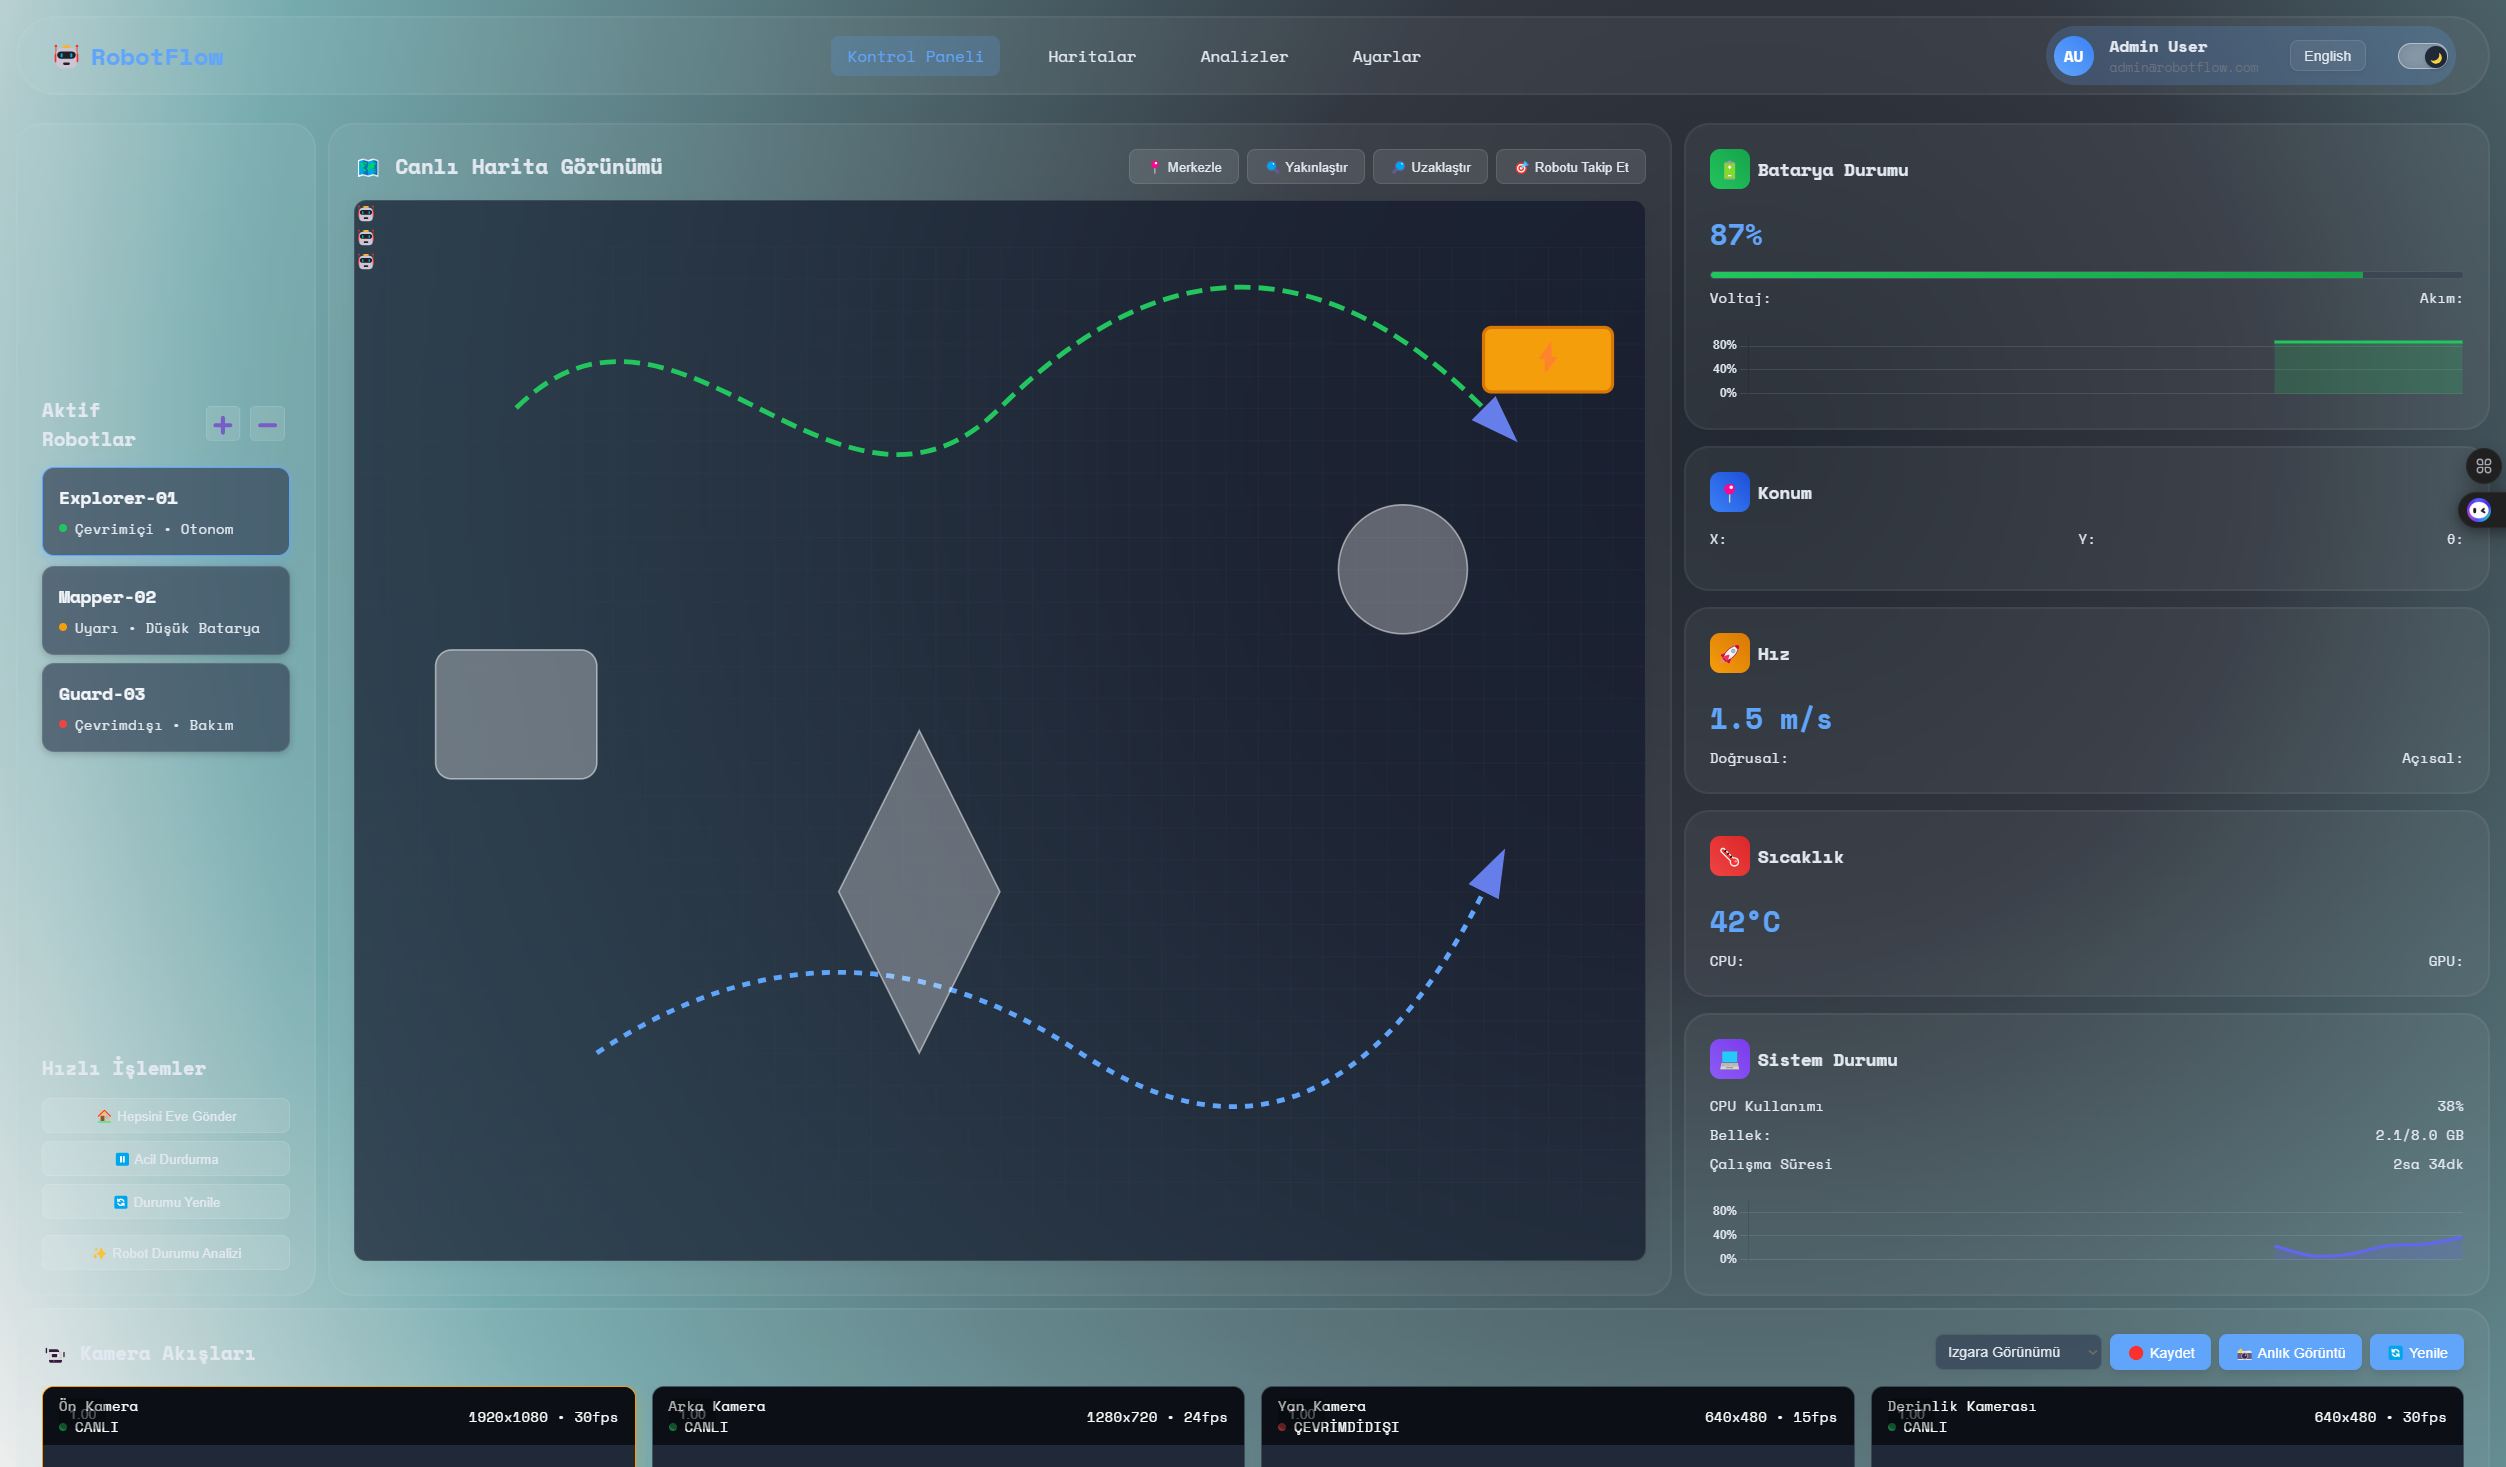 RobotFlow
Kontrol Paneli
Haritalar
Analizler
Ayarlar
AU
Admin User
admin@robotflow.com
English
Aktif
Robotlar
Explorer-01
Çevrimiçi • Otonom
Mapper-02
Uyarı • Düşük Batarya
Guard-03
Çevrimdışı • Bakım
Hızlı İşlemler
Hepsini Eve Gönder
Acil Durdurma
Durumu Yenile
Robot Durumu Analizi
Canlı Harita Görünümü
Merkezle
Yakınlaştır
Uzaklaştır
Robotu Takip Et
Batarya Durumu
87%
Voltaj:
Akım:
80%
40%
0%
Konum
X:
Y:
θ:
Hız
1.5 m/s
Doğrusal:
Açısal:
Sıcaklık
42°C
CPU:
GPU:
Sistem Durumu
CPU Kullanımı
38%
Bellek:
2.1/8.0 GB
Çalışma Süresi
2sa 34dk
80%
40%
0%
Kamera Akışları
Izgara Görünümü
Kaydet
Anlık Görüntü
Yenile
Ön Kamera
1.00
CANLI
1920x1080 • 30fps
Arka Kamera
1.00
CANLI
1280x720 • 24fps
Yan Kamera
1.00
ÇEVRİMDİDIŞI
640x480 • 15fps
Derinlik Kamerası
1.00
CANLI
640x480 • 30fps